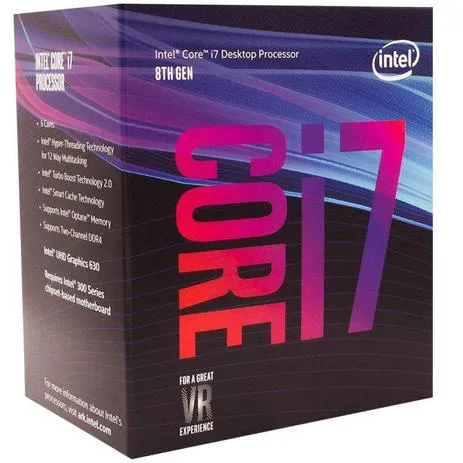 INTEL® CORE™ i7
PROCESSOR
• 6 Cores
• Intel® Hyper-Threading Technology
for 12 Way Multitasking
• Intel® Turbo Boost Technology 2.0
• Intel® Smart Cache Technology
• Supports Intel® Optane™ Memory
• Supports Two-Channel DDR4
Intel® UHD Graphics 630
Requires Intel® 300 Series
chipset-based motherboard
For more information about Intel's
processors, visit ark.intel.com
Intel® Core™ i7 Desktop Processor
8TH GEN
intel®
CORE i7
FOR A GREAT
VR
EXPERIENCE